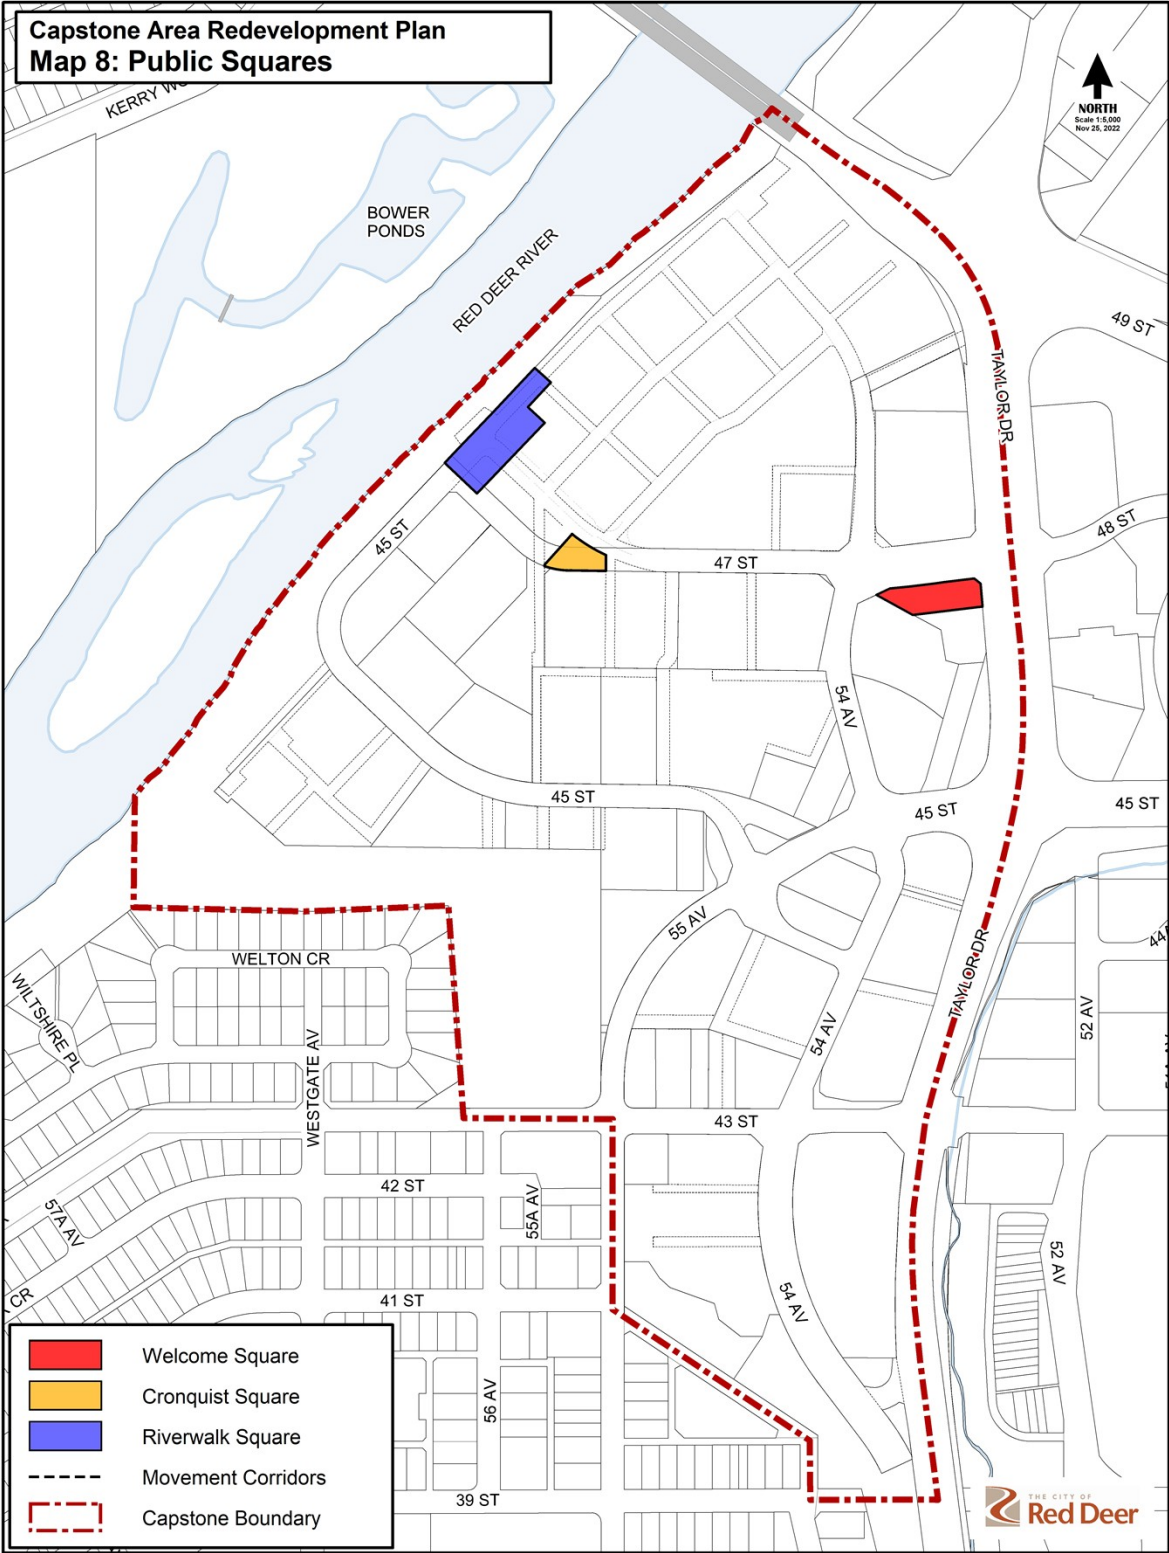 Capstone Area Redevelopment Plan
Map 8: Public Squares
NORTH
Scale 1:5,000
Nov 25, 2022
KERRY
BOWER
PONDS
RED DEER RIVER
49 ST
TAYLOR DR
48 ST
45 ST
47 ST
54 AV
45 ST
45 ST
45 ST
55 AV
TAYLOR DR
WELTON CR
WILTSHIRE PL
52 AV
54 AV
WESTGATE AV
43 ST
42 ST
55A AV
57A AV
52 AV
CR
41 ST
54 AV
56 AV
39 ST
Welcome Square
Cronquist Square
Riverwalk Square
Movement Corridors
Capstone Boundary
THE CITY OF
Red Deer